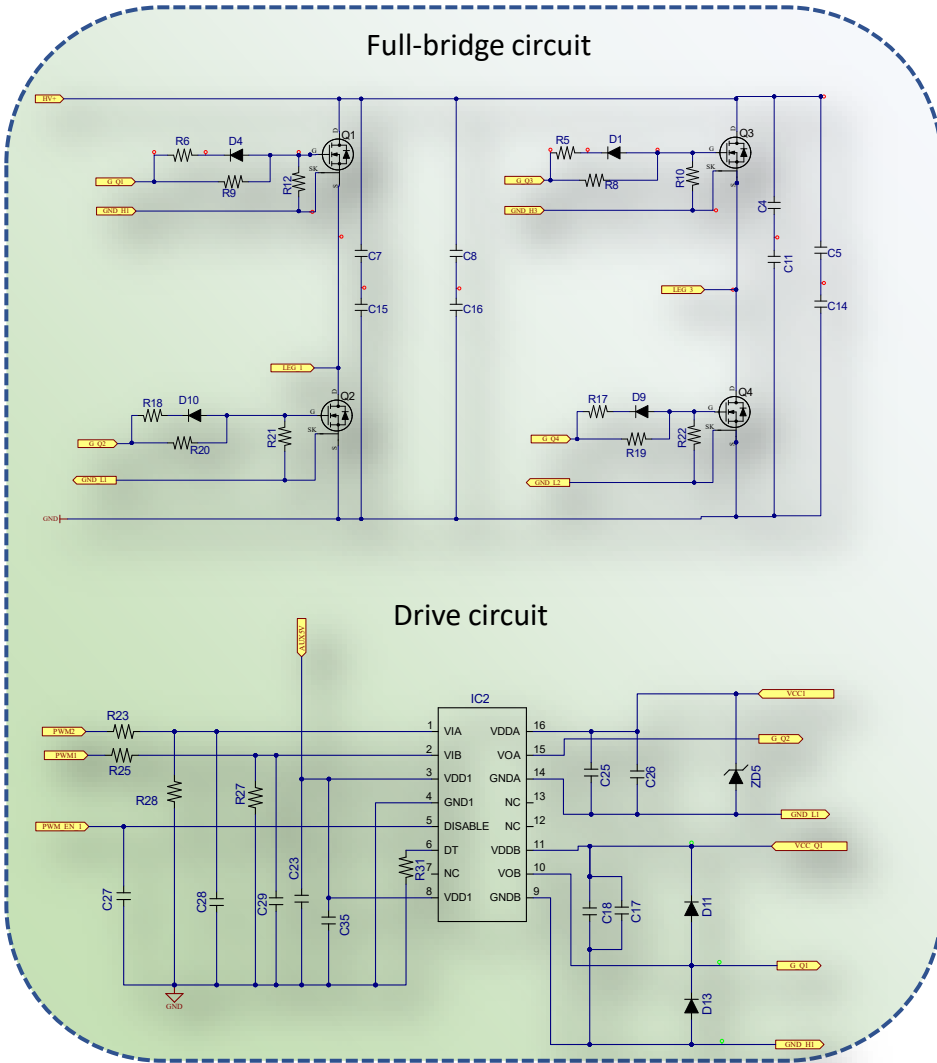 Full-bridge circuit
HV+
D
Q1
R6
D4
G
G_Q1
R9
R12
SK
GND_H1
S
C7
C15
C8
C16
D
Q3
R5
D1
G
G_Q3
R8
R10
SK
GND_H3
S
C4
C11
C5
C14
LEG_3
LEG_1
D
Q2
R18
D10
G
G_Q2
R20
R21
SK
GND_L1
S
D
Q4
R17
D9
G
G_Q4
R19
R22
SK
GND_L2
S
GND
Drive circuit
AUX5V
IC2
PWM2
R23
PWM1
R25
R28
R27
PWM_EN_1
C27
C28
C29
C23
C35
R31
GND
1 VIA
2 VIB
3 VDD1
4 GND1
5 DISABLE
6 DT
7 NC
8 VDD1
VDDA 16
VOA 15
GNDA 14
NC 13
NC 12
VDDB 11
VOB 10
GNDB 9
VCC1
G_Q2
C25
C26
ZD5
GND_L1
VCC_Q1
C18
C17
D11
G_Q1
D13
GND_H1